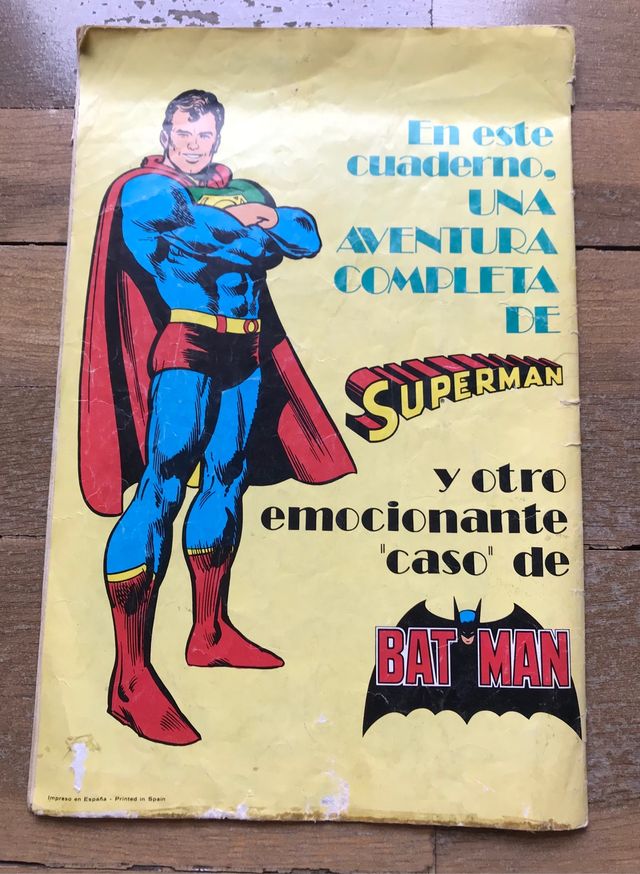 En este
cuaderno,
UNA
AVENTURA
COMPLETA
DE
SUPERMAN
y otro
emocionante
"caso" de
BATMAN
Impreso en España - Printed in Spain